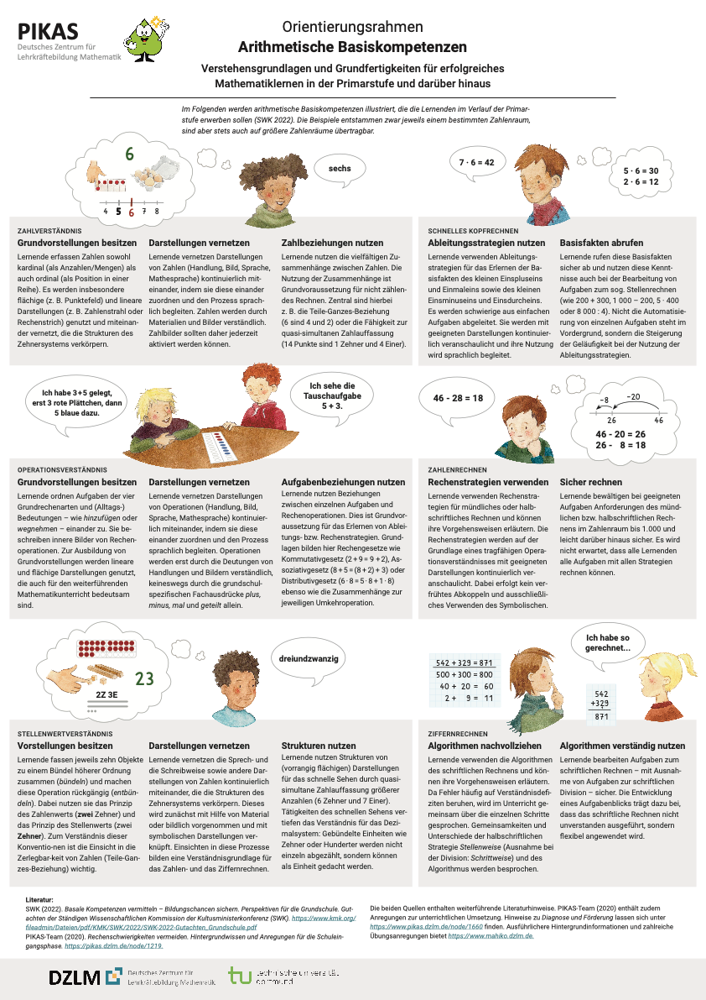 PIKAS
Deutsches Zentrum für
Lehrkräftebildung Mathematik
Orientierungsrahmen
Arithmetische Basiskompetenzen
Verstehensgrundlagen und Grundfertigkeiten für erfolgreiches
Mathematiklernen in der Primarstufe und darüber hinaus
Im Folgenden werden arithmetische Basiskompetenzen illustriert, die die Lernenden im Verlauf der Primar-
stufe erwerben sollen (SWK 2022). Die Beispiele entstammen zwar jeweils einem bestimmten Zahlenraum,
sind aber stets auch auf größere Zahlenräume übertragbar.
6
4 5 6 7 8
sechs
7 · 6 = 42
5 · 6 = 30
2 · 6 = 12
ZAHLVERSTÄNDNIS
Grundvorstellungen besitzen
Lernende erfassen Zahlen sowohl
kardinal (als Anzahlen/Mengen) als
auch ordinal (als Position in einer
Reihe). Es werden insbesondere
flächige (z. B. Punktefeld) und lineare
Darstellungen (z. B. Zahlenstrahl oder
Rechenstrich) genutzt und miteinan-
der vernetzt, die die Strukturen des
Zehnersystems verkörpern.
Darstellungen vernetzen
Lernende vernetzen Darstellungen
von Zahlen (Handlung, Bild, Sprache,
Mathesprache) kontinuierlich mit-
einander, indem sie diese einander
zuordnen und den Prozess sprach-
lich begleiten. Zahlen werden durch
Materialien und Bilder verständlich.
Zahlbilder sollten daher jederzeit
aktiviert werden können.
Zahlbeziehungen nutzen
Lernende nutzen die vielfältigen Zu-
sammenhänge zwischen Zahlen. Die
Nutzung der Zusammenhänge ist
Grundvoraussetzung für nicht zählen-
des Rechnen. Zentral sind hierbei
z. B. die Teile-Ganzes-Beziehung
(6 sind 4 und 2) oder die Fähigkeit zur
quasi-simultanen Zahlauffassung
(14 Punkte sind 1 Zehner und 4 Einer).
SCHNELLES KOPFRECHNEN
Ableitungsstrategien nutzen
Lernende verwenden Ableitungs-
strategien für das Erlernen der Ba-
sisfakten des kleinen Einspluseins
und Einmaleins sowie des kleinen
Einsminuseins und Einsdurcheins.
Es werden schwierige aus einfachen
Aufgaben abgeleitet. Sie werden mit
geeigneten Darstellungen kontinuier-
lich veranschaulicht und ihre Nutzung
wird sprachlich begleitet.
Basisfakten abrufen
Lernende rufen diese Basisfakten
sicher ab und nutzen diese Kennt-
nisse auch bei der Bearbeitung von
Aufgaben zum sog. Stellenrechnen
(wie 200 + 300, 1 000 – 200, 5 · 400
oder 8 000 : 4). Nicht die Automatisie-
rung von einzelnen Aufgaben steht im
Vordergrund, sondern die Steigerung
der Geläufigkeit bei der Nutzung der
Ableitungsstrategien.
Ich habe 3+5 gelegt,
erst 3 rote Plättchen, dann
5 blaue dazu.
Ich sehe die
Tauschaufgabe
5 + 3.
46 - 28 = 18
−8
−20
26
46
46 - 20 = 26
26 - 8 = 18
OPERATIONSVERSTÄNDNIS
Grundvorstellungen besitzen
Lernende ordnen Aufgaben der vier
Grundrechenarten und (Alltags-)
Bedeutungen – wie hinzufügen oder
wegnehmen – einander zu. Sie be-
schreiben innere Bilder von Rechen-
operationen. Zur Ausbildung von
Grundvorstellungen werden lineare
und flächige Darstellungen genutzt,
die auch für den weiterführenden
Mathematikunterricht bedeutsam
sind.
Darstellungen vernetzen
Lernende vernetzen Darstellungen
von Operationen (Handlung, Bild,
Sprache, Mathesprache) kontinuier-
lich miteinander, indem sie diese
einander zuordnen und den Prozess
sprachlich begleiten. Operationen
werden erst durch die Deutungen von
Handlungen und Bildern verständlich,
keineswegs durch die grundschul-
spezifischen Fachausdrücke plus,
minus, mal und geteilt allein.
Aufgabenbeziehungen nutzen
Lernende nutzen Beziehungen
zwischen einzelnen Aufgaben und
Rechenoperationen. Dies ist Grundvor-
aussetzung für das Erlernen von Ablei-
tungs- bzw. Rechenstrategien. Grund-
lagen bilden hier Rechengesetze wie
Kommutativgesetz (2 + 9 = 9 + 2), As-
soziativgesetz (8 + 5 = (8 + 2) + 3) oder
Distributivgesetz (6 · 8 = 5 · 8 + 1 · 8)
ebenso wie die Zusammenhänge zur
jeweiligen Umkehroperation.
ZAHLENRECHNEN
Rechenstrategien verwenden
Lernende verwenden Rechenstra-
tegien für mündliches oder halb-
schriftliches Rechnen und können
ihre Vorgehensweisen erläutern. Die
Rechenstrategien werden auf der
Grundlage eines tragfähigen Opera-
tionsverständnisses mit geeigneten
Darstellungen kontinuierlich ver-
anschaulicht. Dabei erfolgt kein ver-
frühtes Abkoppeln und ausschließli-
ches Verwenden des Symbolischen.
Sicher rechnen
Lernende bewältigen bei geeigneten
Aufgaben Anforderungen des münd-
lichen bzw. halbschriftlichen Rech-
nens im Zahlenraum bis 1.000 und
leicht darüber hinaus sicher. Es wird
nicht erwartet, dass alle Lernenden
alle Aufgaben mit allen Strategien
rechnen können.
23
2Z 3E
dreiundzwanzig
542 + 329 = 871
500 + 300 = 800
40 + 20 = 60
2 + 9 = 11
Ich habe so
gerechnet...
542
+329
871
STELLENWERTVERSTÄNDNIS
Vorstellungen besitzen
Lernende fassen jeweils zehn Objekte
zu einem Bündel höherer Ordnung
zusammen (bündeln) und machen
diese Operation rückgängig (entbün-
deln). Dabei nutzen sie das Prinzip
des Zahlenwerts (zwei Zehner) und
das Prinzip des Stellenwerts (zwei
Zehner). Zum Verständnis dieser
Konventio-nen ist die Einsicht in die
Zerlegbar-keit von Zahlen (Teile-Gan-
zes-Beziehung) wichtig.
Darstellungen vernetzen
Lernende vernetzen die Sprech- und
die Schreibweise sowie andere Dar-
stellungen von Zahlen kontinuierlich
miteinander, die die Strukturen des
Zehnersystems verkörpern. Dieses
wird zunächst mit Hilfe von Material
oder bildlich vorgenommen und mit
symbolischen Darstellungen ver-
knüpft. Einsichten in diese Prozesse
bilden eine Verständnisgrundlage für
das Zahlen- und das Ziffernrechnen.
Strukturen nutzen
Lernende nutzen Strukturen von
(vorrangig flächigen) Darstellungen
für das schnelle Sehen durch quasi-
simultane Zahlauffassung größerer
Anzahlen (6 Zehner und 7 Einer).
Tätigkeiten des schnellen Sehens ver-
tiefen das Verständnis für das Dezi-
malsystem: Gebündelte Einheiten wie
Zehner oder Hunderter werden nicht
einzeln abgezählt, sondern können
als Einheit gedacht werden.
ZIFFERNRECHNEN
Algorithmen nachvollziehen
Lernende verwenden die Algorithmen
des schriftlichen Rechnens und kön-
nen ihre Vorgehensweisen erläutern.
Da Fehler häufig auf Verständnisdefi-
ziten beruhen, wird im Unterricht ge-
meinsam über die einzelnen Schritte
gesprochen. Gemeinsamkeiten und
Unterschiede der halbschriftlichen
Strategie Stellenweise (Ausnahme bei
der Division: Schrittweise) und des
Algorithmus werden besprochen.
Algorithmen verständig nutzen
Lernende bearbeiten Aufgaben zum
schriftlichen Rechnen – mit Ausnah-
me von Aufgaben zur schriftlichen
Division – sicher. Die Entwicklung
eines Aufgabenblicks trägt dazu bei,
dass das schriftliche Rechnen nicht
unverstanden ausgeführt, sondern
flexibel angewendet wird.
Literatur:
SWK (2022). Basale Kompetenzen vermitteln – Bildungschancen sichern. Perspektiven für die Grundschule. Gut-
achten der Ständigen Wissenschaftlichen Kommission der Kultusministerkonferenz (SWK). https://www.kmk.org/
fileadmin/Dateien/pdf/KMK/SWK/2022/SWK-2022-Gutachten_Grundschule.pdf
PIKAS-Team (2020). Rechenschwierigkeiten vermeiden. Hintergrundwissen und Anregungen für die Schulein-
gangsphase. https://pikas.dzlm.de/node/1219.
Die beiden Quellen enthalten weiterführende Literaturhinweise. PIKAS-Team (2020) enthält zudem
Anregungen zur unterrichtlichen Umsetzung. Hinweise zu Diagnose und Förderung lassen sich unter
https://www.pikas.dzlm.de/node/1660 finden. Ausführlichere Hintergrundinformationen und zahlreiche
Übungsanregungen bietet https://www.mahiko.dzlm.de.
DZLM
Deutsches Zentrum für
Lehrkräftebildung Mathematik
tu
technische universität
dortmund